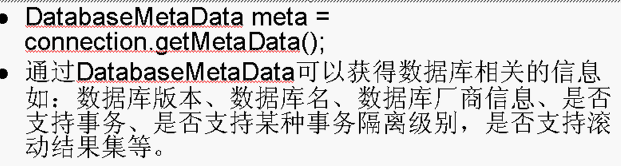 • DatabaseMetaData meta =
connection.getMetaData();
• 通过DatabaseMetaData可以获得数据库相关的信息
如：数据库版本、数据库名、数据库厂商信息、是否
支持事务、是否支持某种事务隔离级别，是否支持滚
动结果集等。